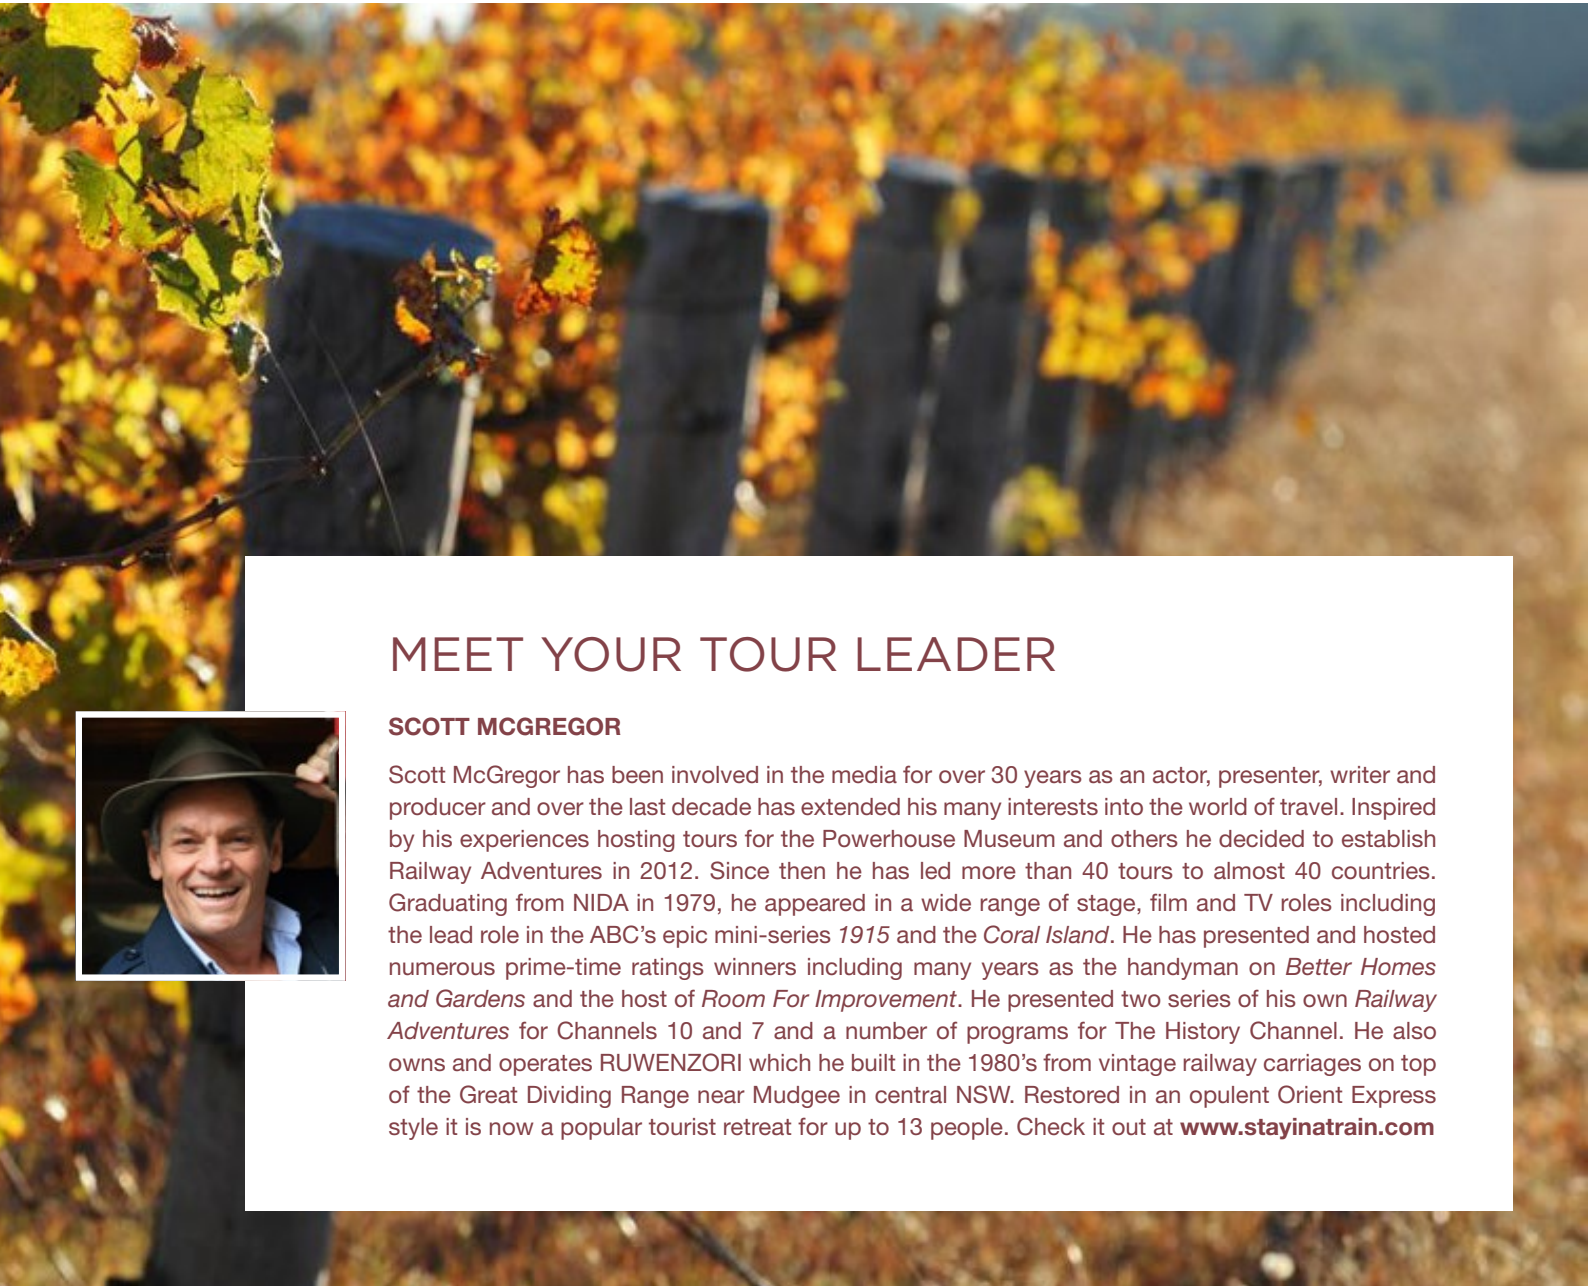 MEET YOUR TOUR LEADER
SCOTT MCGREGOR
Scott McGregor has been involved in the media for over 30 years as an actor, presenter, writer and
producer and over the last decade has extended his many interests into the world of travel. Inspired
by his experiences hosting tours for the Powerhouse Museum and others he decided to establish
Railway Adventures in 2012. Since then he has led more than 40 tours to almost 40 countries.
Graduating from NIDA in 1979, he appeared in a wide range of stage, film and TV roles including
the lead role in the ABC’s epic mini-series 1915 and the Coral Island. He has presented and hosted
numerous prime-time ratings winners including many years as the handyman on Better Homes
and Gardens and the host of Room For Improvement. He presented two series of his own Railway
Adventures for Channels 10 and 7 and a number of programs for The History Channel. He also
owns and operates RUWENZORI which he built in the 1980’s from vintage railway carriages on top
of the Great Dividing Range near Mudgee in central NSW. Restored in an opulent Orient Express
style it is now a popular tourist retreat for up to 13 people. Check it out at www.stayinatrain.com